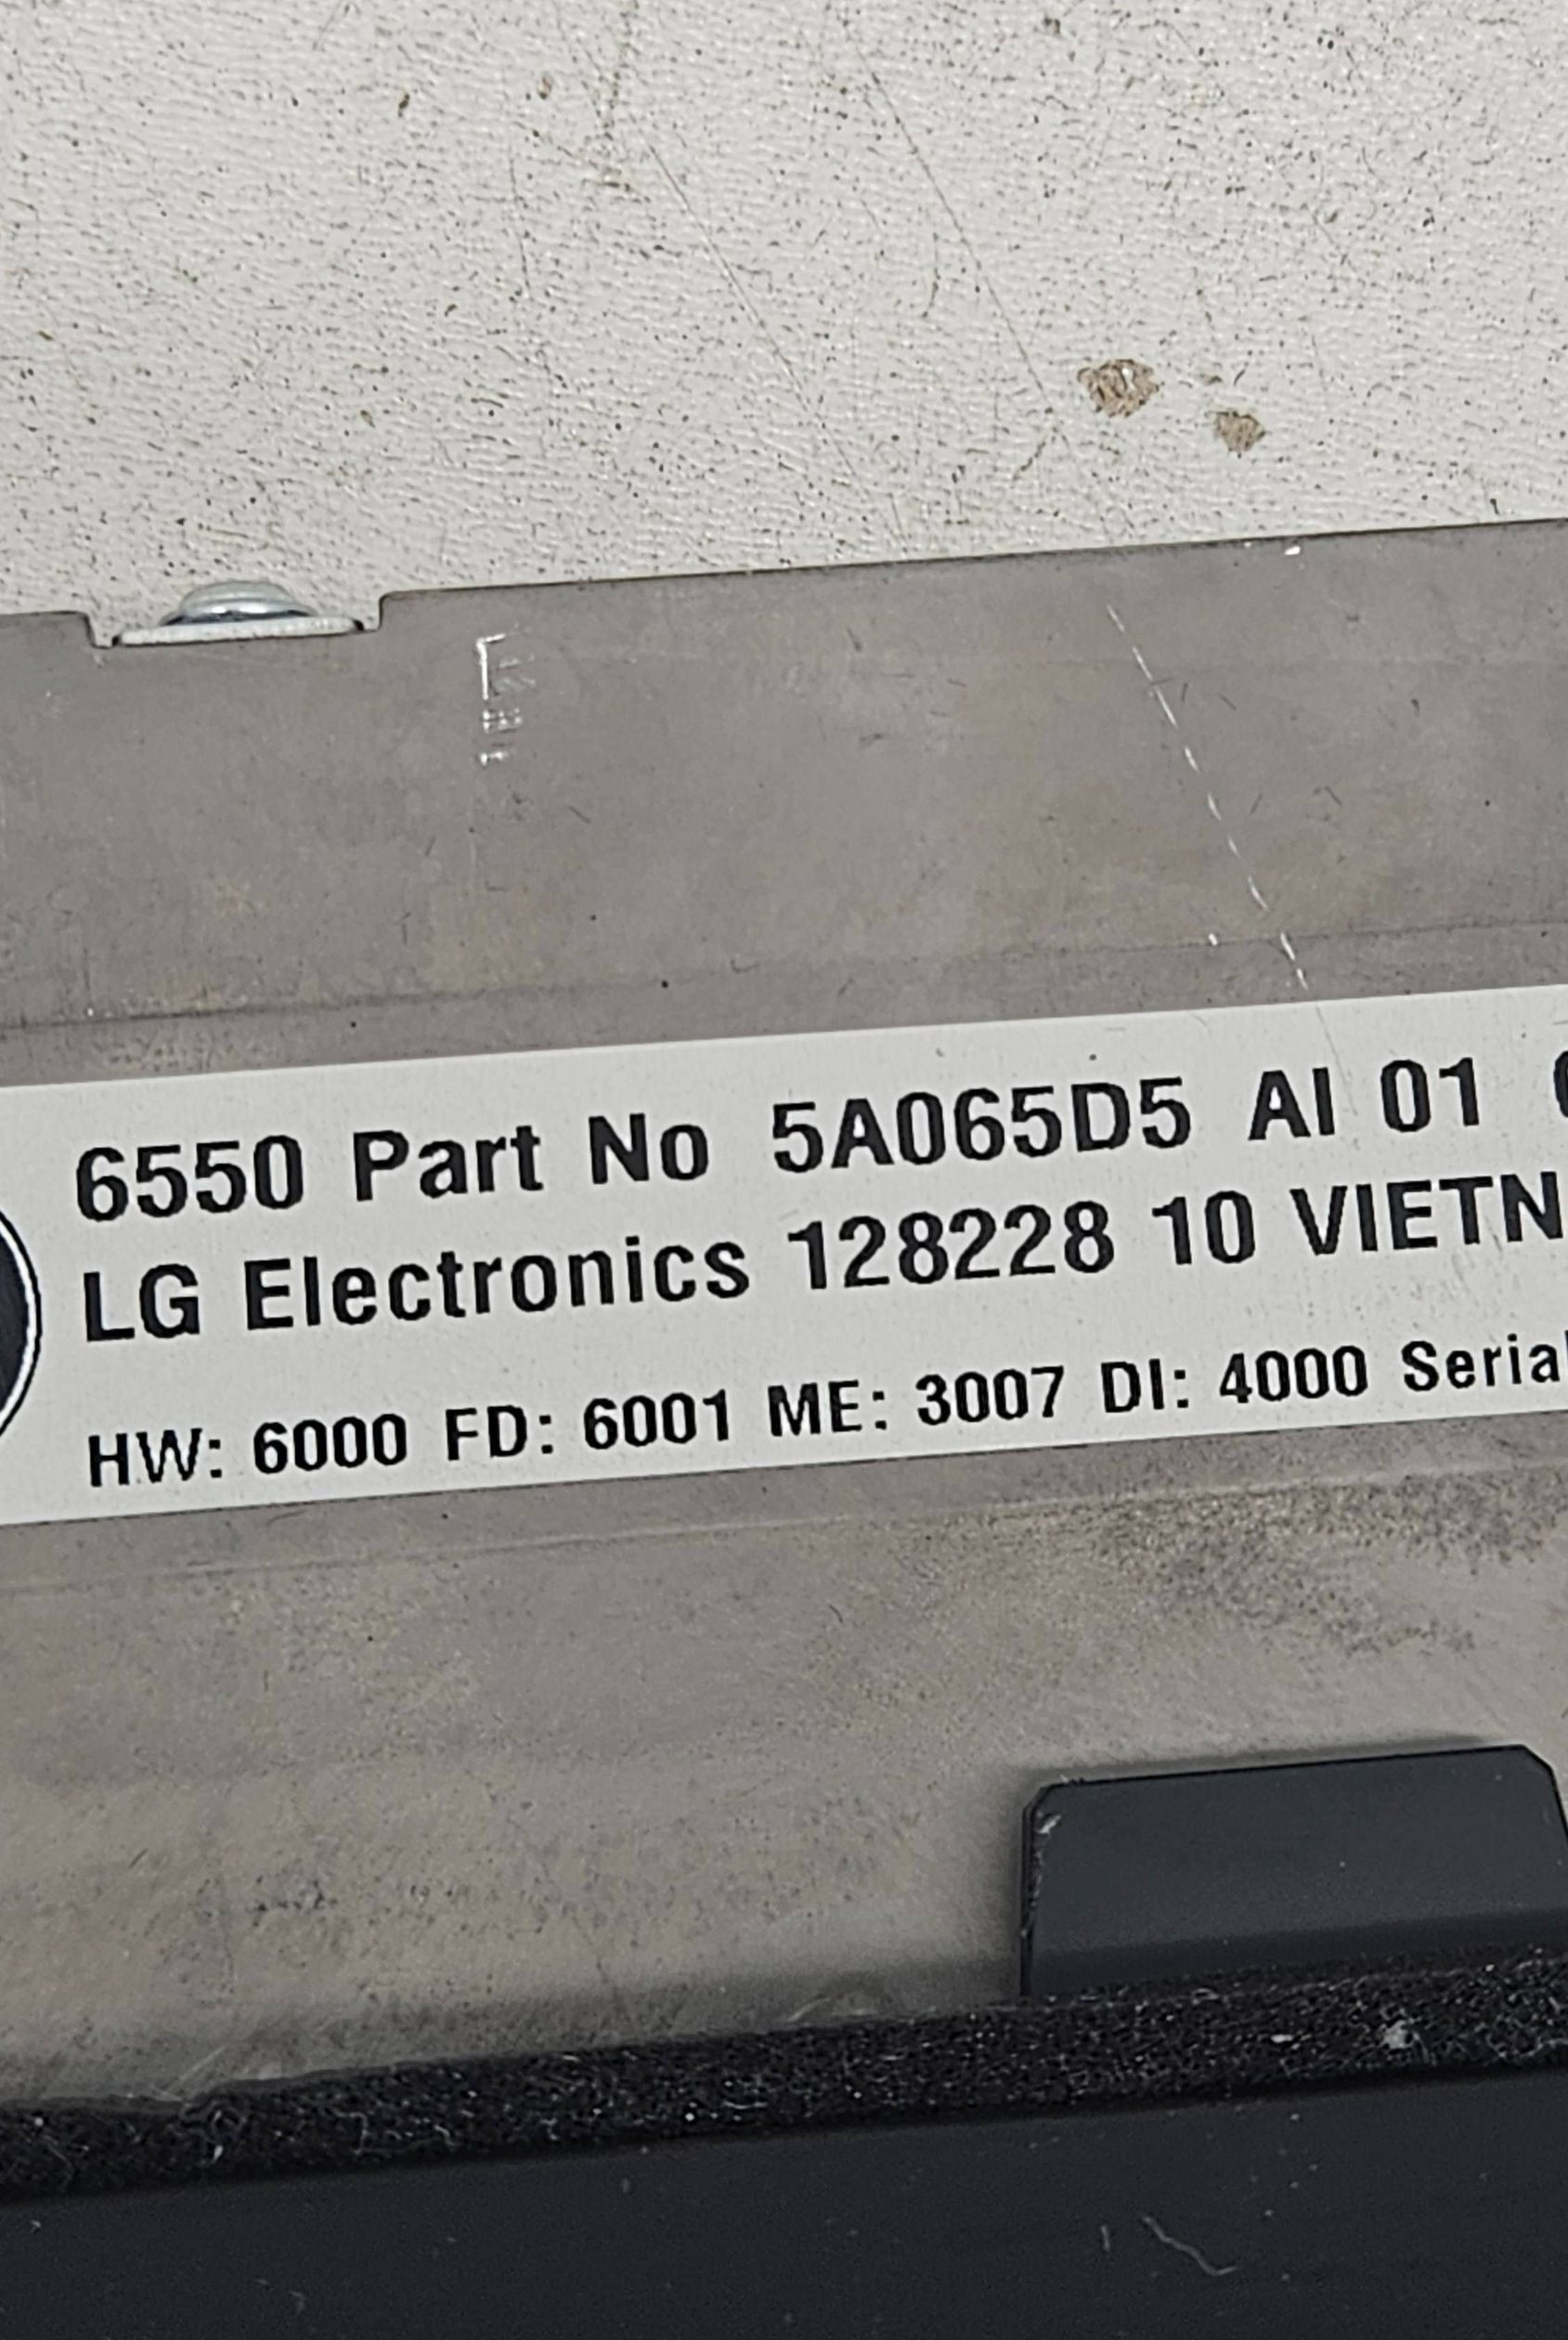 6550 Part No 5A065D5 AI 01
LG Electronics 128228 10 VIETN
HW: 6000 FD: 6001 ME: 3007 DI: 4000 Serial